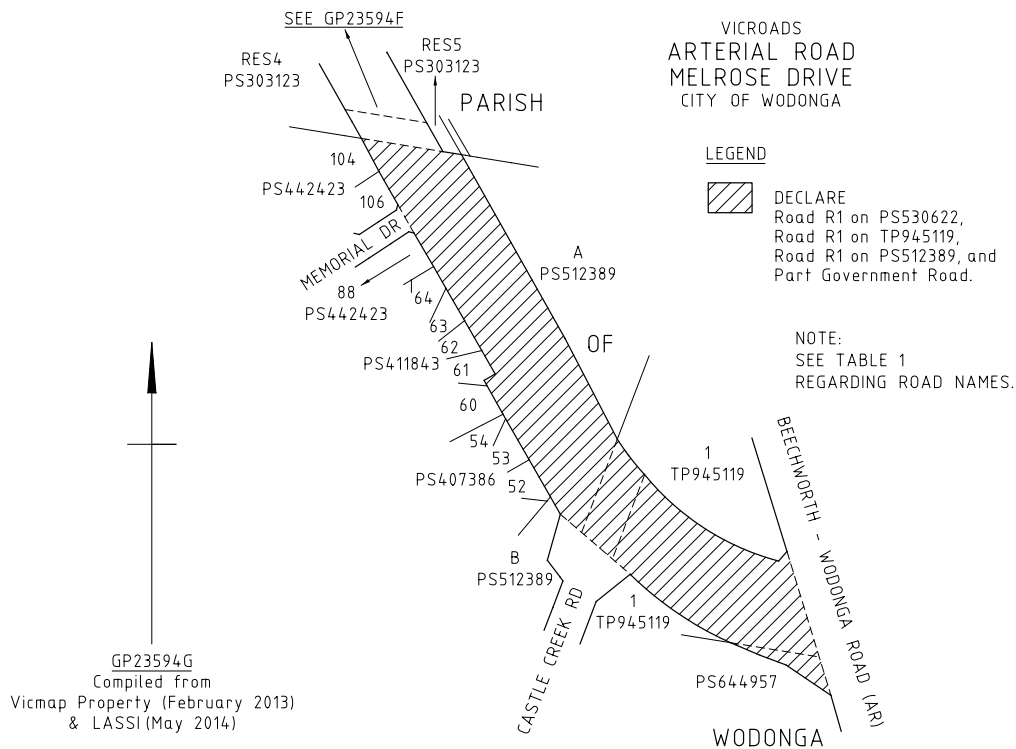 SEE GP23594F
RES4
PS303123
RES5
PS303123
PARISH
VICROADS
ARTERIAL ROAD
MELROSE DRIVE
CITY OF WODONGA
LEGEND
DECLARE
Road R1 on PS530622,
Road R1 on TP945119,
Road R1 on PS512389, and
Part Government Road.
NOTE:
SEE TABLE 1
REGARDING ROAD NAMES.
104
PS442423
106
MEMORIAL DR
88
PS442423
64
63
62
PS411843
61
60
54
53
PS407386
52
A
PS512389
OF
1
TP945119
BEECHWORTH - WODONGA ROAD (AR)
B
PS512389
CASTLE CREEK RD
1
TP945119
PS644957
WODONGA
GP23594G
Compiled from
Vicmap Property (February 2013)
& LASSI (May 2014)